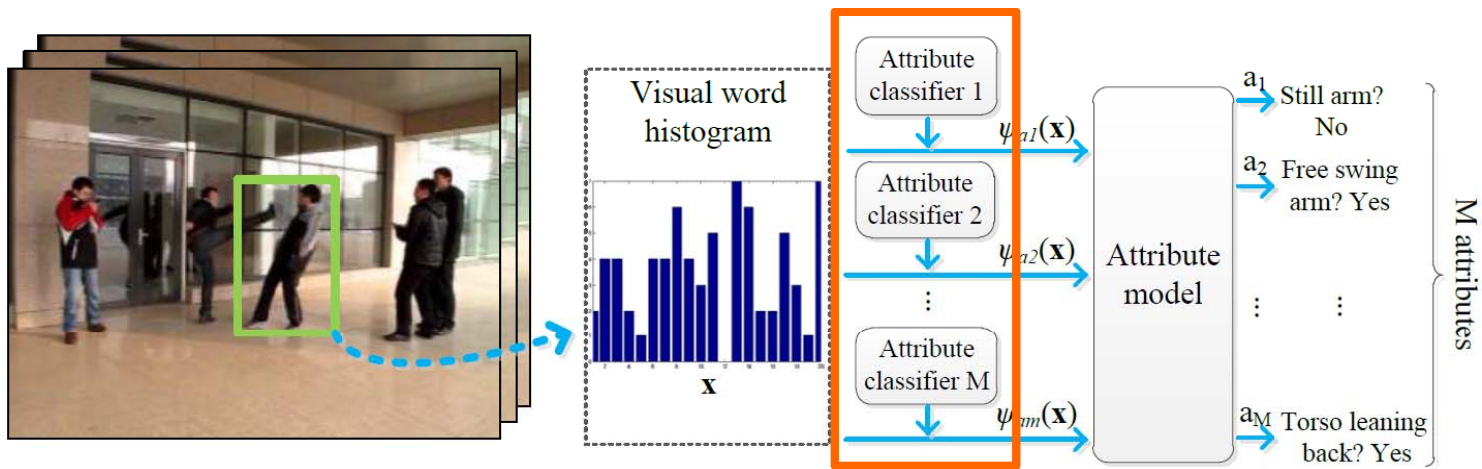 Visual word
histogram
x
Attribute
classifier 1
ψa1(x)
Attribute
classifier 2
ψa2(x)
⋮
Attribute
classifier M
ψam(x)
Attribute
model
a1
Still arm?
No
a2
Free swing
arm? Yes
⋮ ⋮
aM
Torso leaning
back? Yes
M attributes